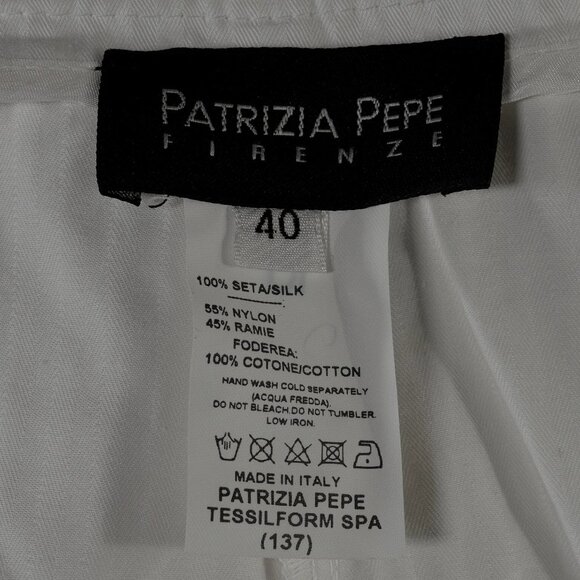 PATRIZIA PEPE
FIRENZE
40
100% SETA/SILK
55% NYLON
45% RAMIE
FODEREA:
100% COTONE/COTTON
HAND WASH COLD SEPARATELY
(ACQUA FREDDA).
DO NOT BLEACH.DO NOT TUMBLER.
LOW IRON.
MADE IN ITALY
PATRIZIA PEPE
TESSILFORM SPA
(137)